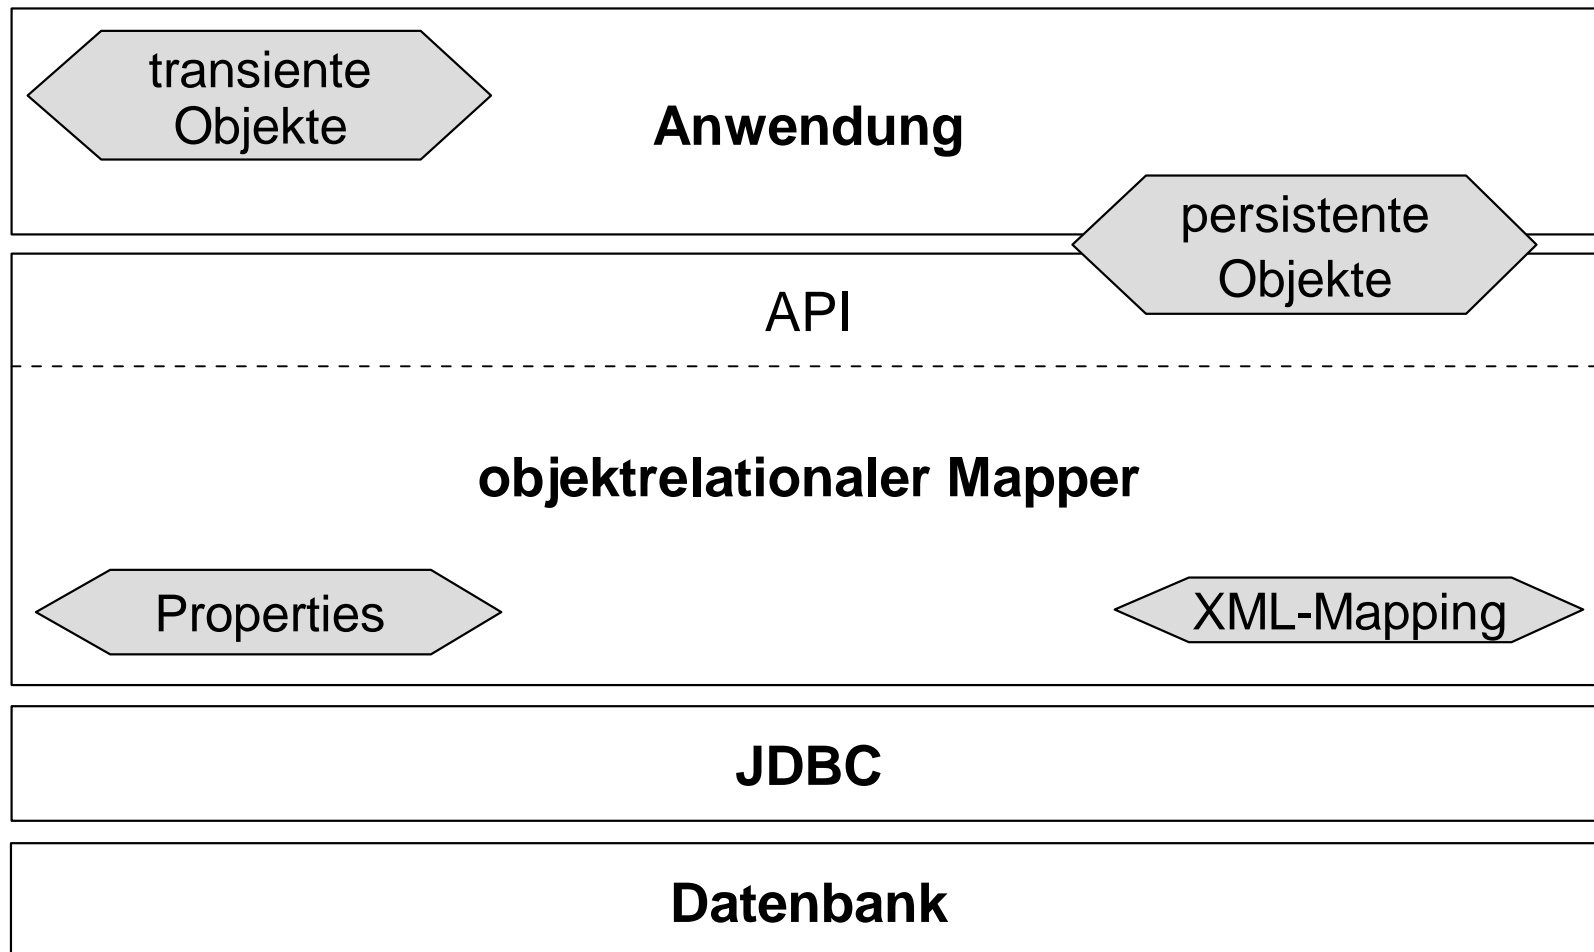 transiente
Objekte
Anwendung
persistente
Objekte
API
objektrelationaler Mapper
Properties
XML-Mapping
JDBC
Datenbank